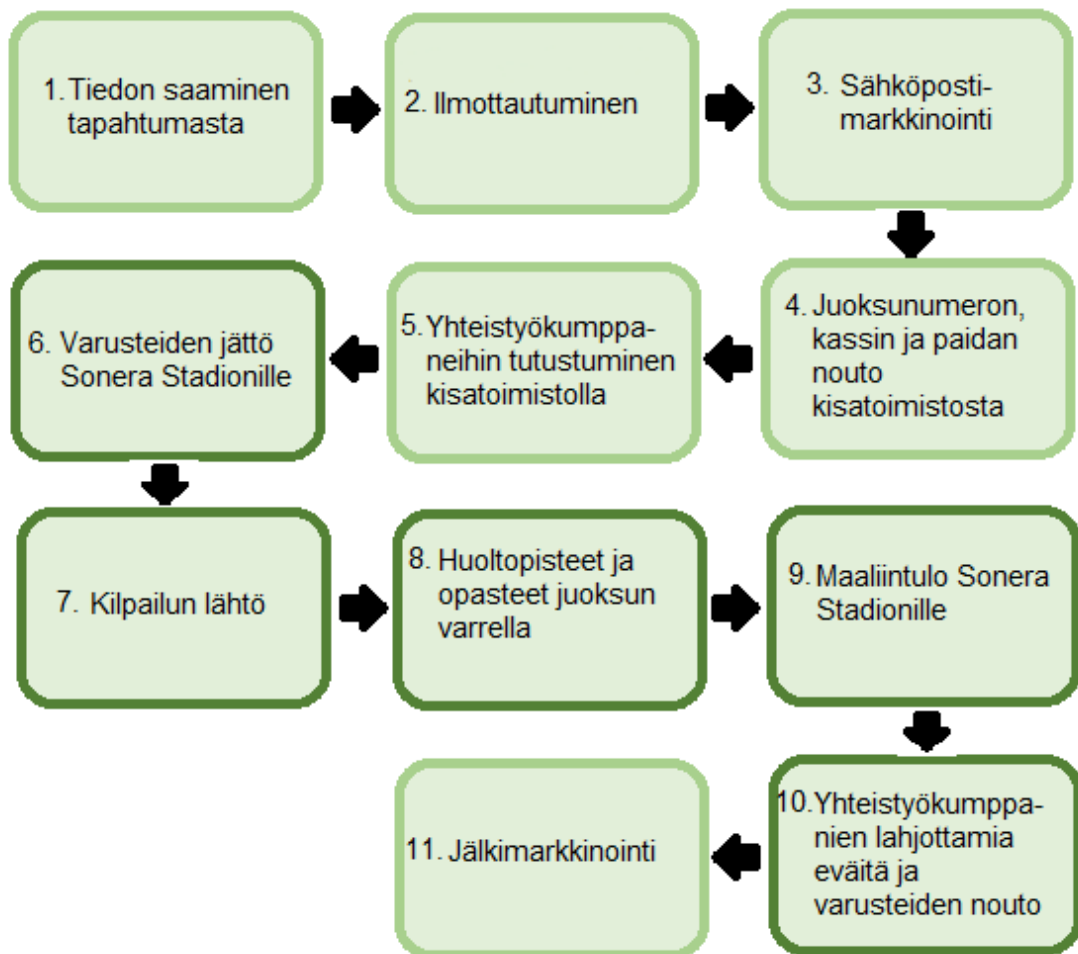 1. Tiedon saaminen
tapahtumasta
2. Ilmottautuminen
3. Sähköposti-
markkinointi
4. Juoksunumeron,
kassin ja paidan
nouto
kisatoimistosta
5. Yhteistyökumppa-
neihin tutustuminen
kisatoimistolla
6. Varusteiden jättö
Sonera Stadionille
7. Kilpailun lähtö
8. Huoltopisteet ja
opasteet juoksun
varrella
9. Maaliintulo Sonera
Stadionille
10. Yhteistyökumppa-
nien lahjottamia
eväitä ja
varusteiden nouto
11. Jälkimarkkinointi